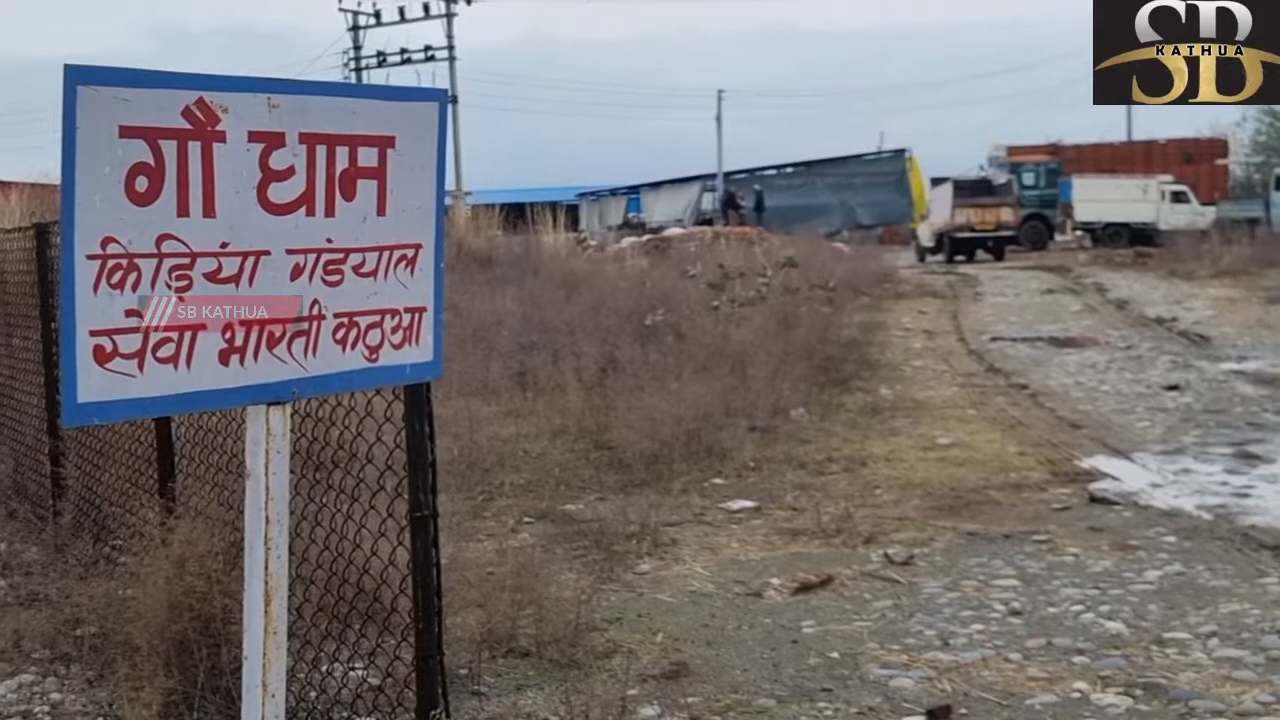 गौ धाम
किड़ियां गंडयाल
सेवा भारती कठुआ
SB KATHUA
SB
KATHUA